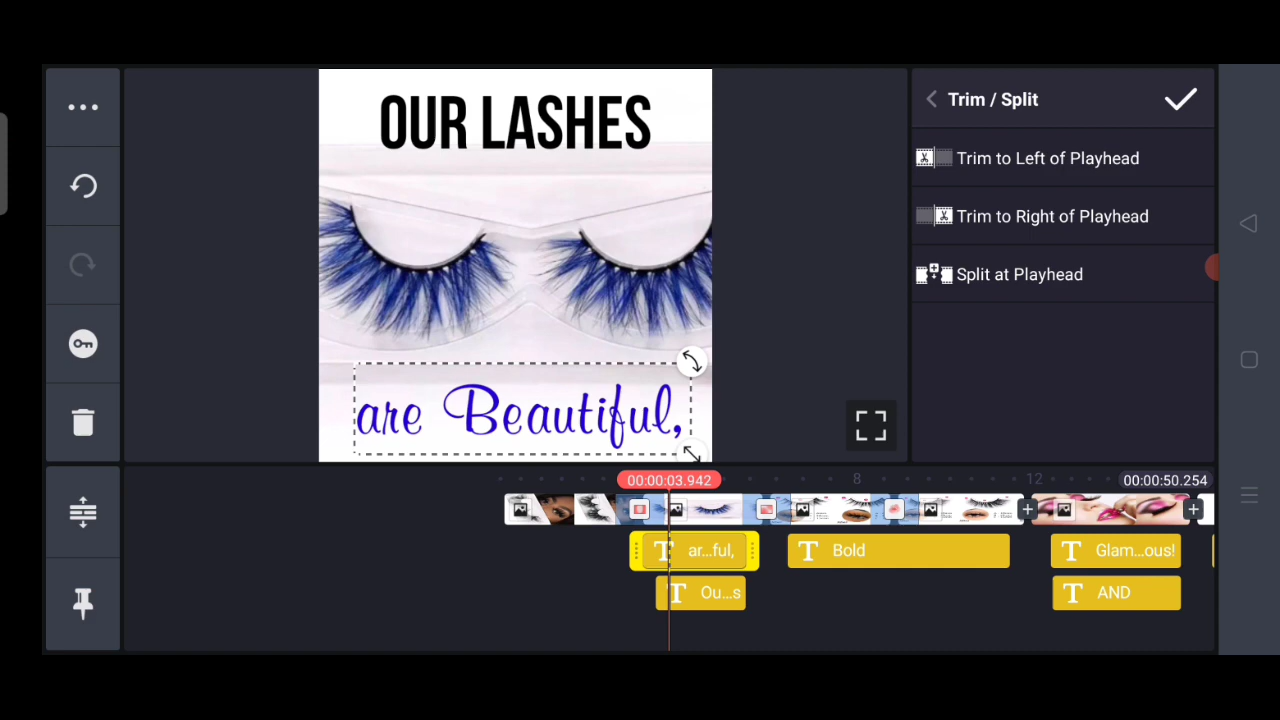 OUR LASHES
are Beautiful,
Trim / Split
Trim to Left of Playhead
Trim to Right of Playhead
Split at Playhead
00:00:03.942
8
12
00:00:50.254
T ar...ful,
T Bold
T Glam...ous!
T Ou...s
T AND